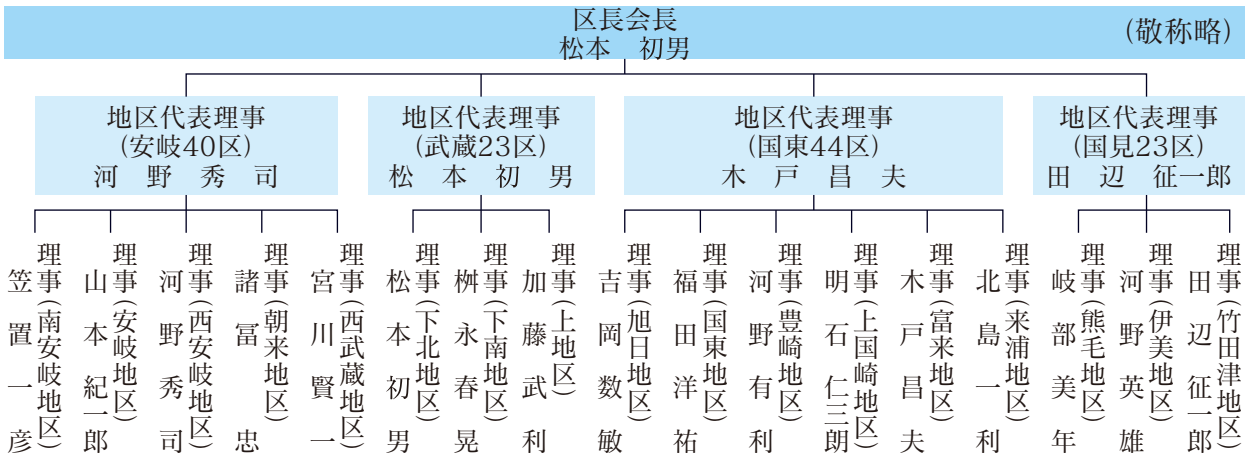 区長会長
松本　初男
(敬称略)
地区代表理事
(安岐40区)
河　野　秀　司
地区代表理事
(武蔵23区)
松　本　初　男
地区代表理事
(国東44区)
木　戸　昌　夫
地区代表理事
(国見23区)
田　辺　征一郎
理事(南安岐地区)
笠　置　一　彦
理事(安岐地区)
山　本　紀一郎
理事(西安岐地区)
河　野　秀　司
理事(朝来地区)
諸　冨　　　忠
理事(西武蔵地区)
宮　川　賢　一
理事(下北地区)
松　本　初　男
理事(下南地区)
桝　永　春　晃
理事(上地区)
加　藤　武　利
理事(旭日地区)
吉　岡　数　敏
理事(国東地区)
福　田　洋　祐
理事(豊崎地区)
河　野　有　利
理事(上国崎地区)
明　石　仁三朗
理事(富来地区)
木　戸　昌　夫
理事(来浦地区)
北　島　一　利
理事(熊毛地区)
岐　部　美　年
理事(伊美地区)
河　野　英　雄
理事(竹田津地区)
田　辺　征一郎